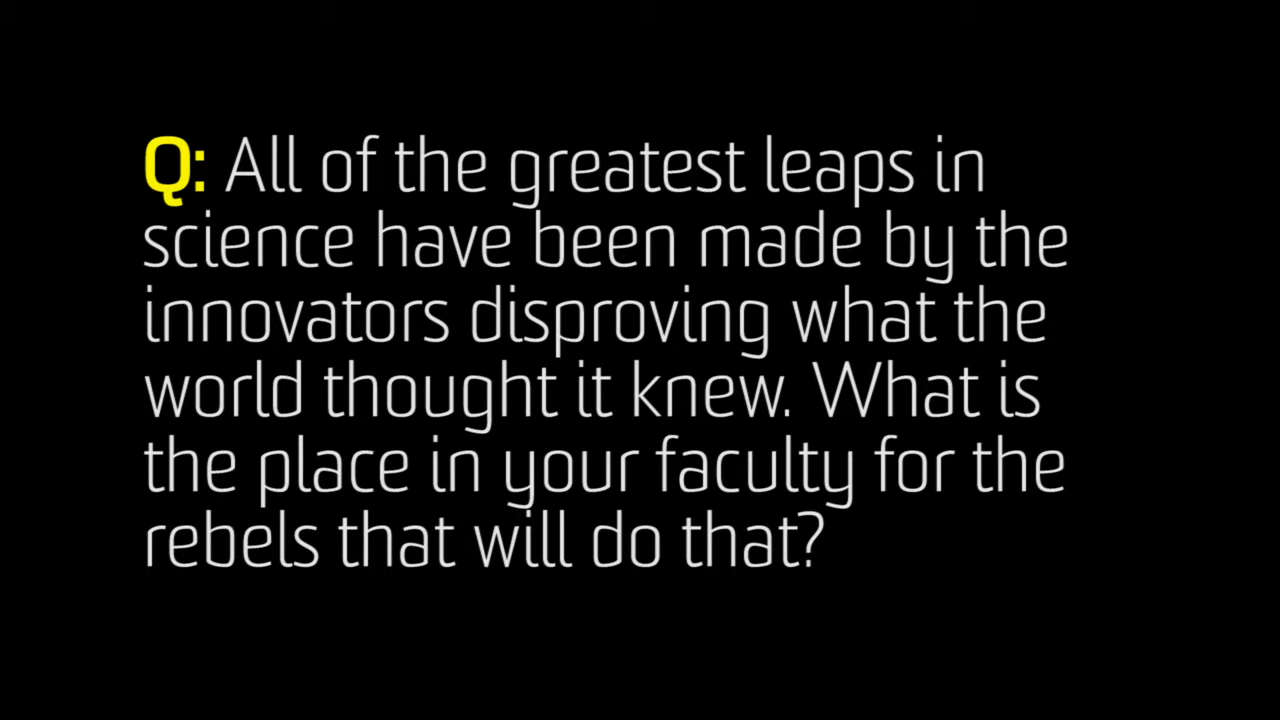 Q: All of the greatest leaps in
science have been made by the
innovators disproving what the
world thought it knew. What is
the place in your faculty for the
rebels that will do that?